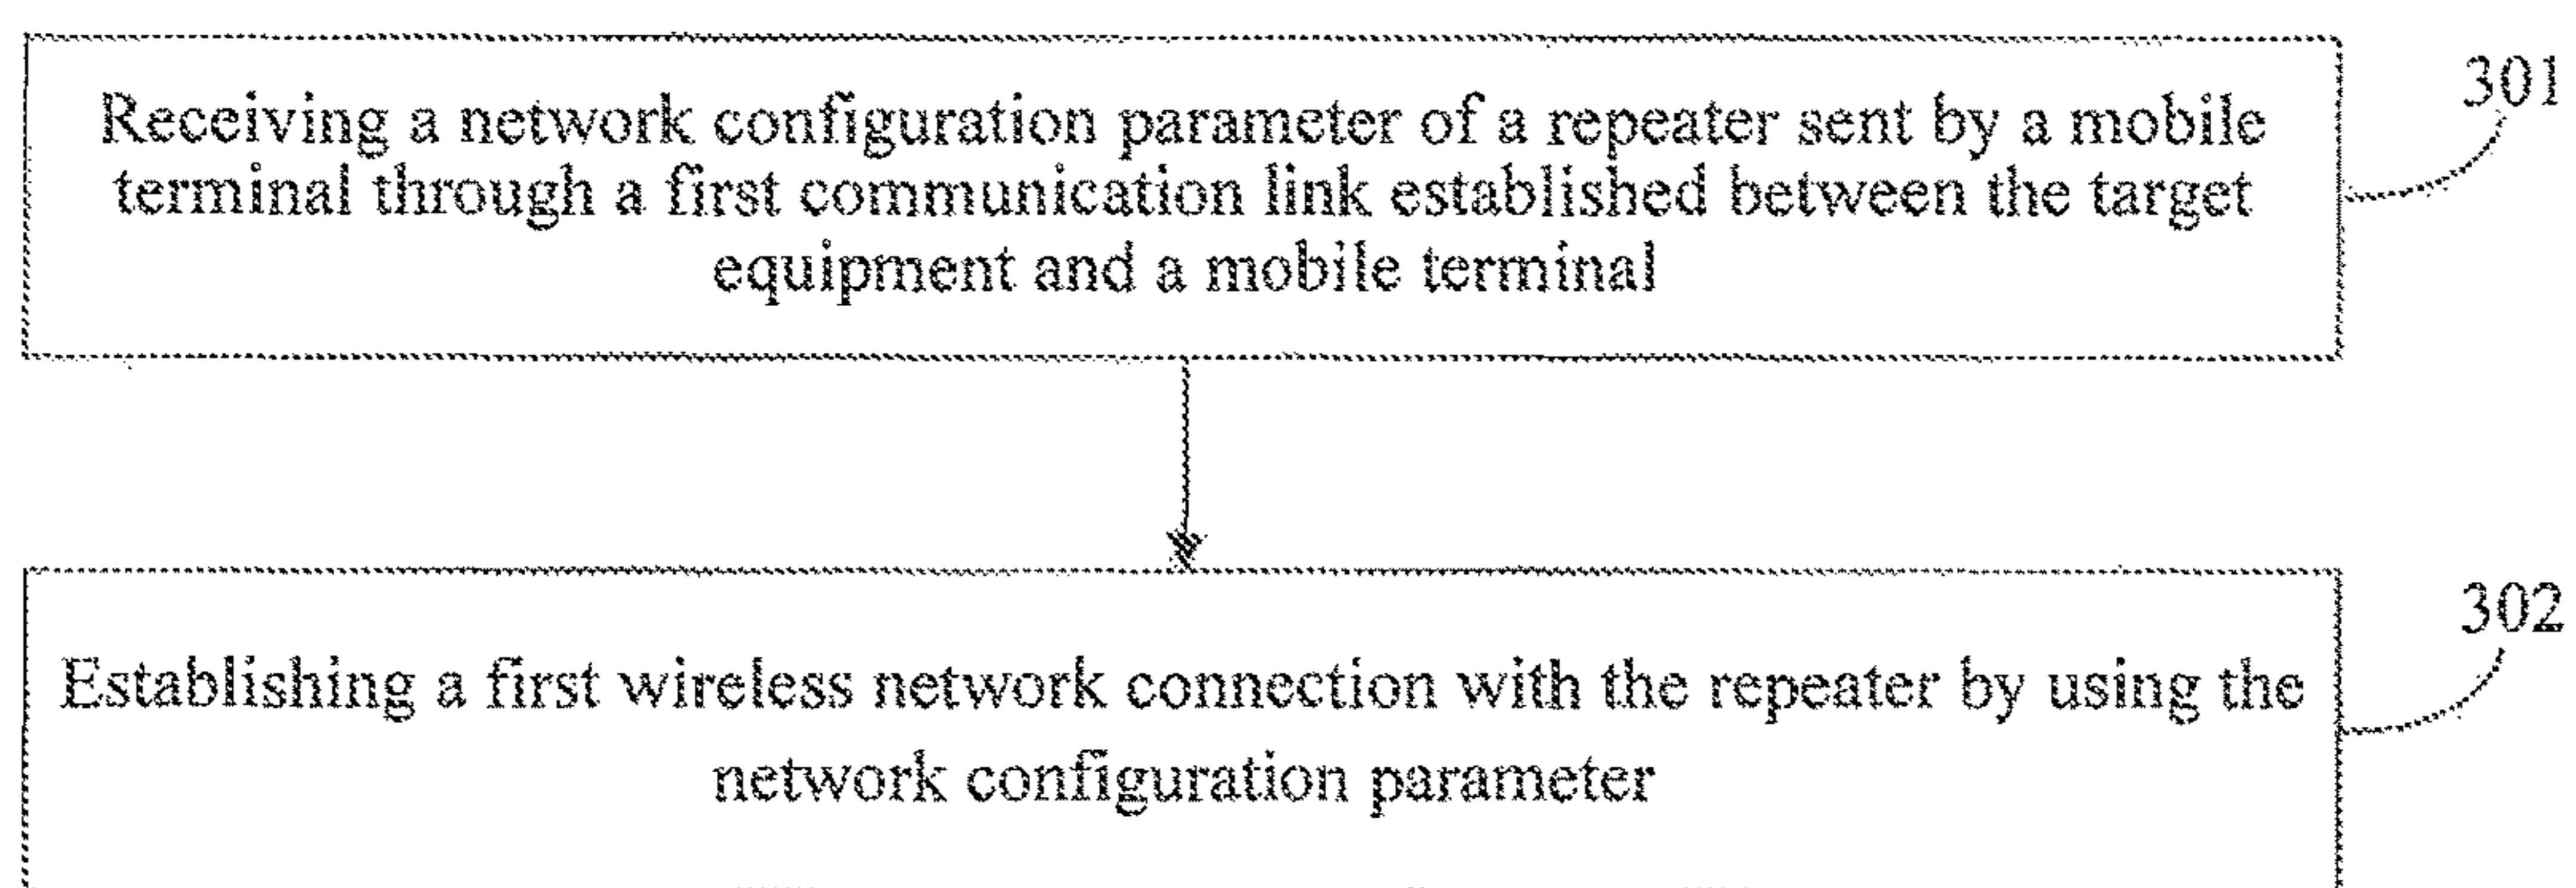 301
Receiving a network configuration parameter of a repeater sent by a mobile
terminal through a first communication link established between the target
equipment and a mobile terminal
302
Establishing a first wireless network connection with the repeater by using the
network configuration parameter